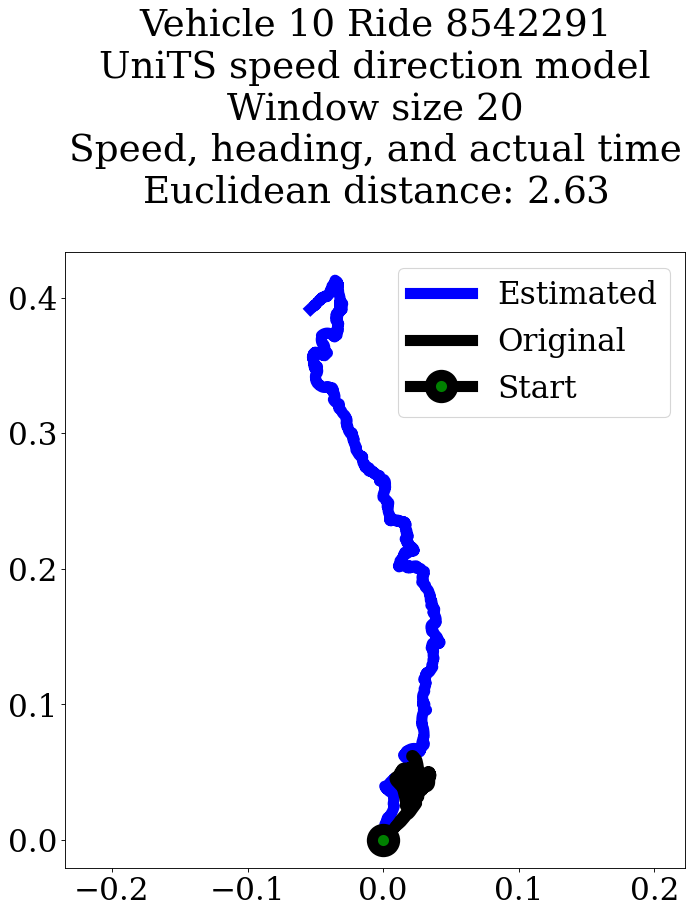 Vehicle 10 Ride 8542291
UniTS speed direction model
Window size 20
Speed, heading, and actual time
Euclidean distance: 2.63
Estimated
Original
Start
0.4
0.3
0.2
0.1
0.0
−0.2
−0.1
0.0
0.1
0.2